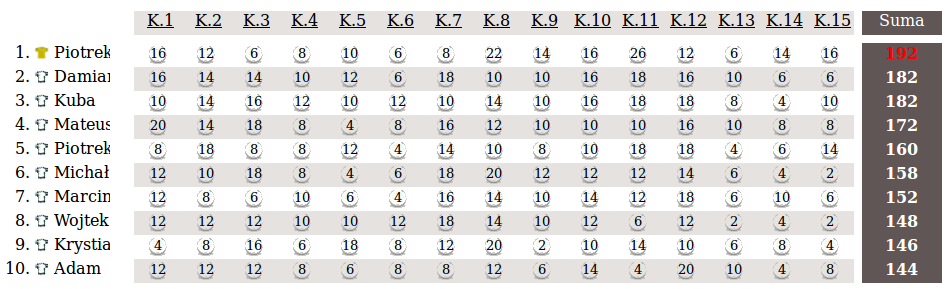 K.1 K.2 K.3 K.4 K.5 K.6 K.7 K.8 K.9 K.10 K.11 K.12 K.13 K.14 K.15 Suma
1. Piotrek 16 12 6 8 10 6 8 22 14 16 26 12 6 14 16 192
2. Damian 16 14 14 10 12 6 18 10 10 16 18 16 10 6 6 182
3. Kuba 10 14 16 12 10 12 10 14 10 16 18 18 8 4 10 182
4. Mateus 20 14 18 8 4 8 16 12 10 10 10 16 10 8 8 172
5. Piotrek 8 18 8 8 12 4 14 10 8 10 18 18 4 6 14 160
6. Michał 12 10 18 8 4 6 18 20 12 12 12 14 6 4 2 158
7. Marcin 12 8 6 10 6 4 16 14 10 14 12 18 6 10 6 152
8. Wojtek 12 12 12 10 10 12 18 14 10 12 6 12 2 4 2 148
9. Krystia 4 8 16 6 18 8 12 20 2 10 14 10 6 8 4 146
10. Adam 12 12 12 8 6 8 8 12 6 14 4 20 10 4 8 144